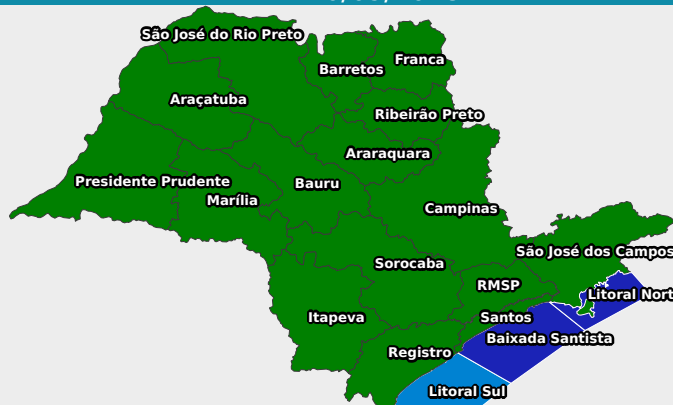 São José do Rio Preto
Franca
Barretos
Araçatuba
Ribeirão Preto
Araraquara
Presidente Prudente
Bauru
Marília
Campinas
São José dos Campos
Sorocaba
RMSP
Litoral Nort
Itapeva
Santos
Baixada Santista
Registro
Litoral Sul